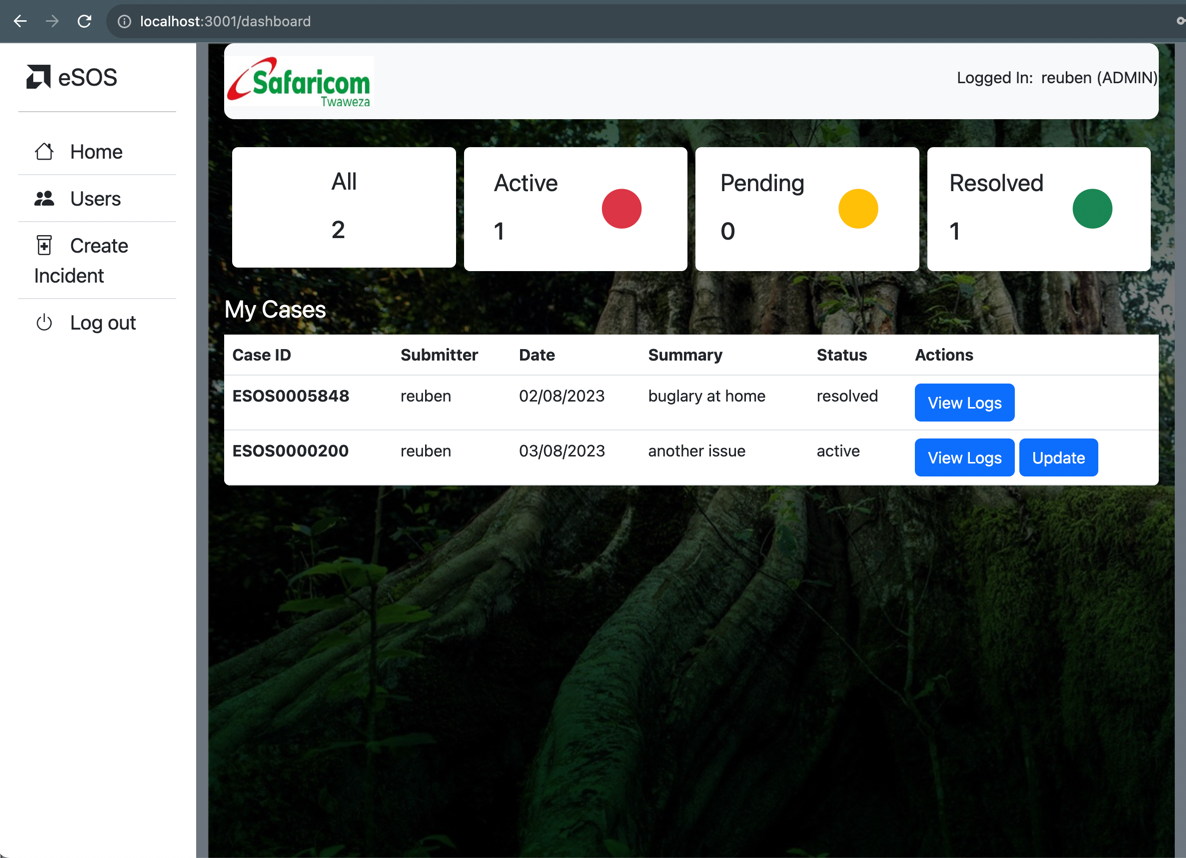 localhost:3001/dashboard
eSOS
Home
Users
Create
Incident
Log out
Safaricom
Twaweza
Logged In: reuben (ADMIN)
All
2
Active
1
Pending
0
Resolved
1
My Cases
Case ID Submitter Date Summary Status Actions
ESOS0005848 reuben 02/08/2023 buglary at home resolved View Logs
ESOS0000200 reuben 03/08/2023 another issue active View Logs Update